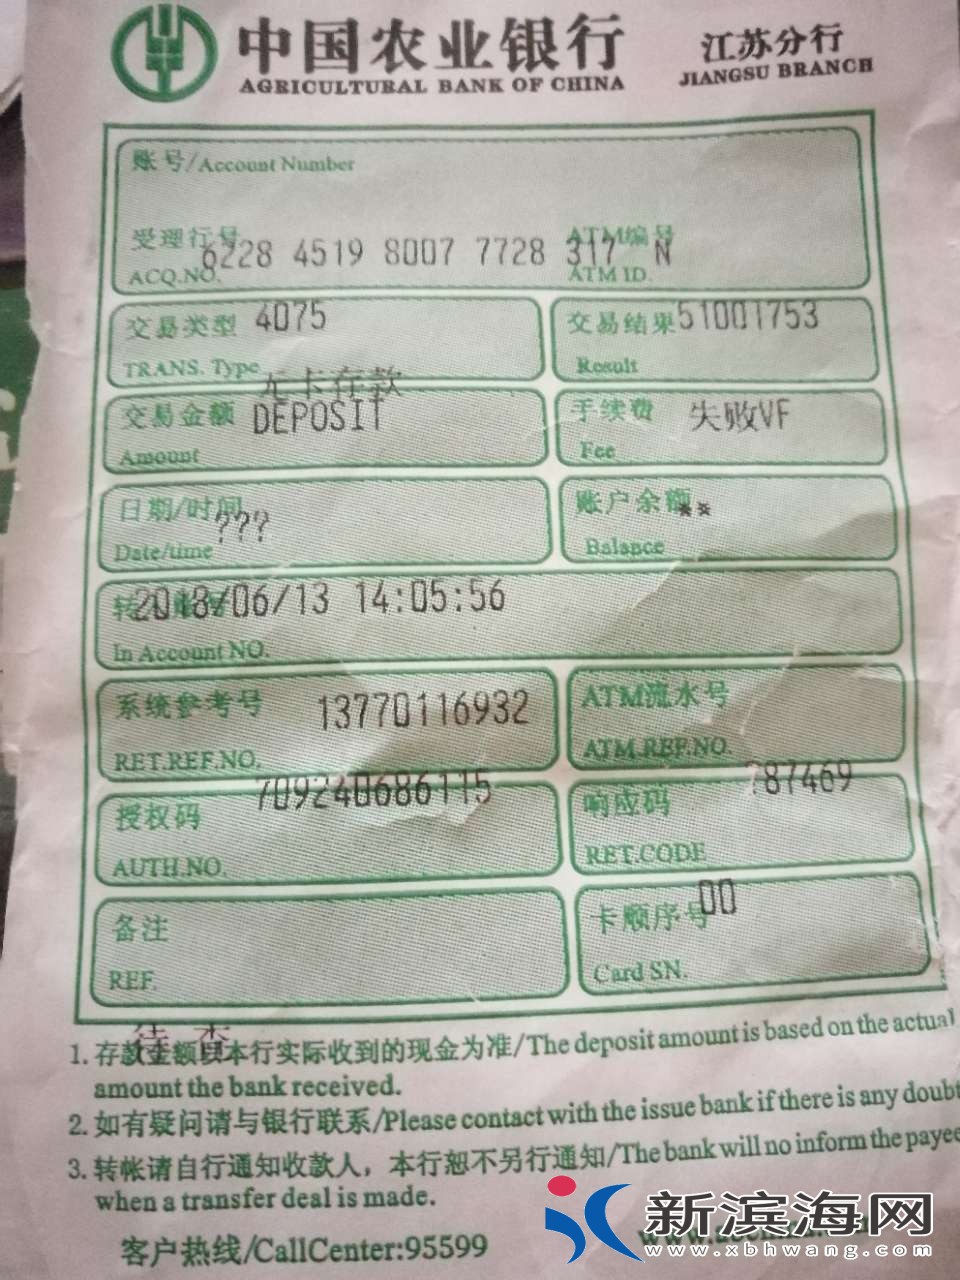 中国农业银行 江苏分行
AGRICULTURAL BANK OF CHINA JIANGSU BRANCH
账号/Account Number
受理行号 ATM编号
6228 4519 8007 7728 317 N
ACQ.NO. ATM ID.
交易类型 4075 交易结果 51001753
TRANS. Type Result
无卡存款
交易金额 DEPOSIT 手续费 失败VF
Amount Fee
日期/时间 ??? 账户余额 **
Date/time Balance
2018/06/13 14:05:56
In Account NO.
系统参考号 13770116932 ATM流水号
RET.REF.NO. ATM.REF.NO.
709240686115 787469
授权码 响应码
AUTH.NO. RET.CODE
备注 卡顺序号 00
REF. Card SN.
待 查
1. 存款金额以本行实际收到的现金为准/The deposit amount is based on the actual
amount the bank received.
2. 如有疑问请与银行联系/Please contact with the issue bank if there is any doubt
3. 转帐请自行通知收款人，本行恕不另行通知/The bank will no inform the payee
when a transfer deal is made.
客户热线/CallCenter:95599
新滨海网
www.xbhwang.com